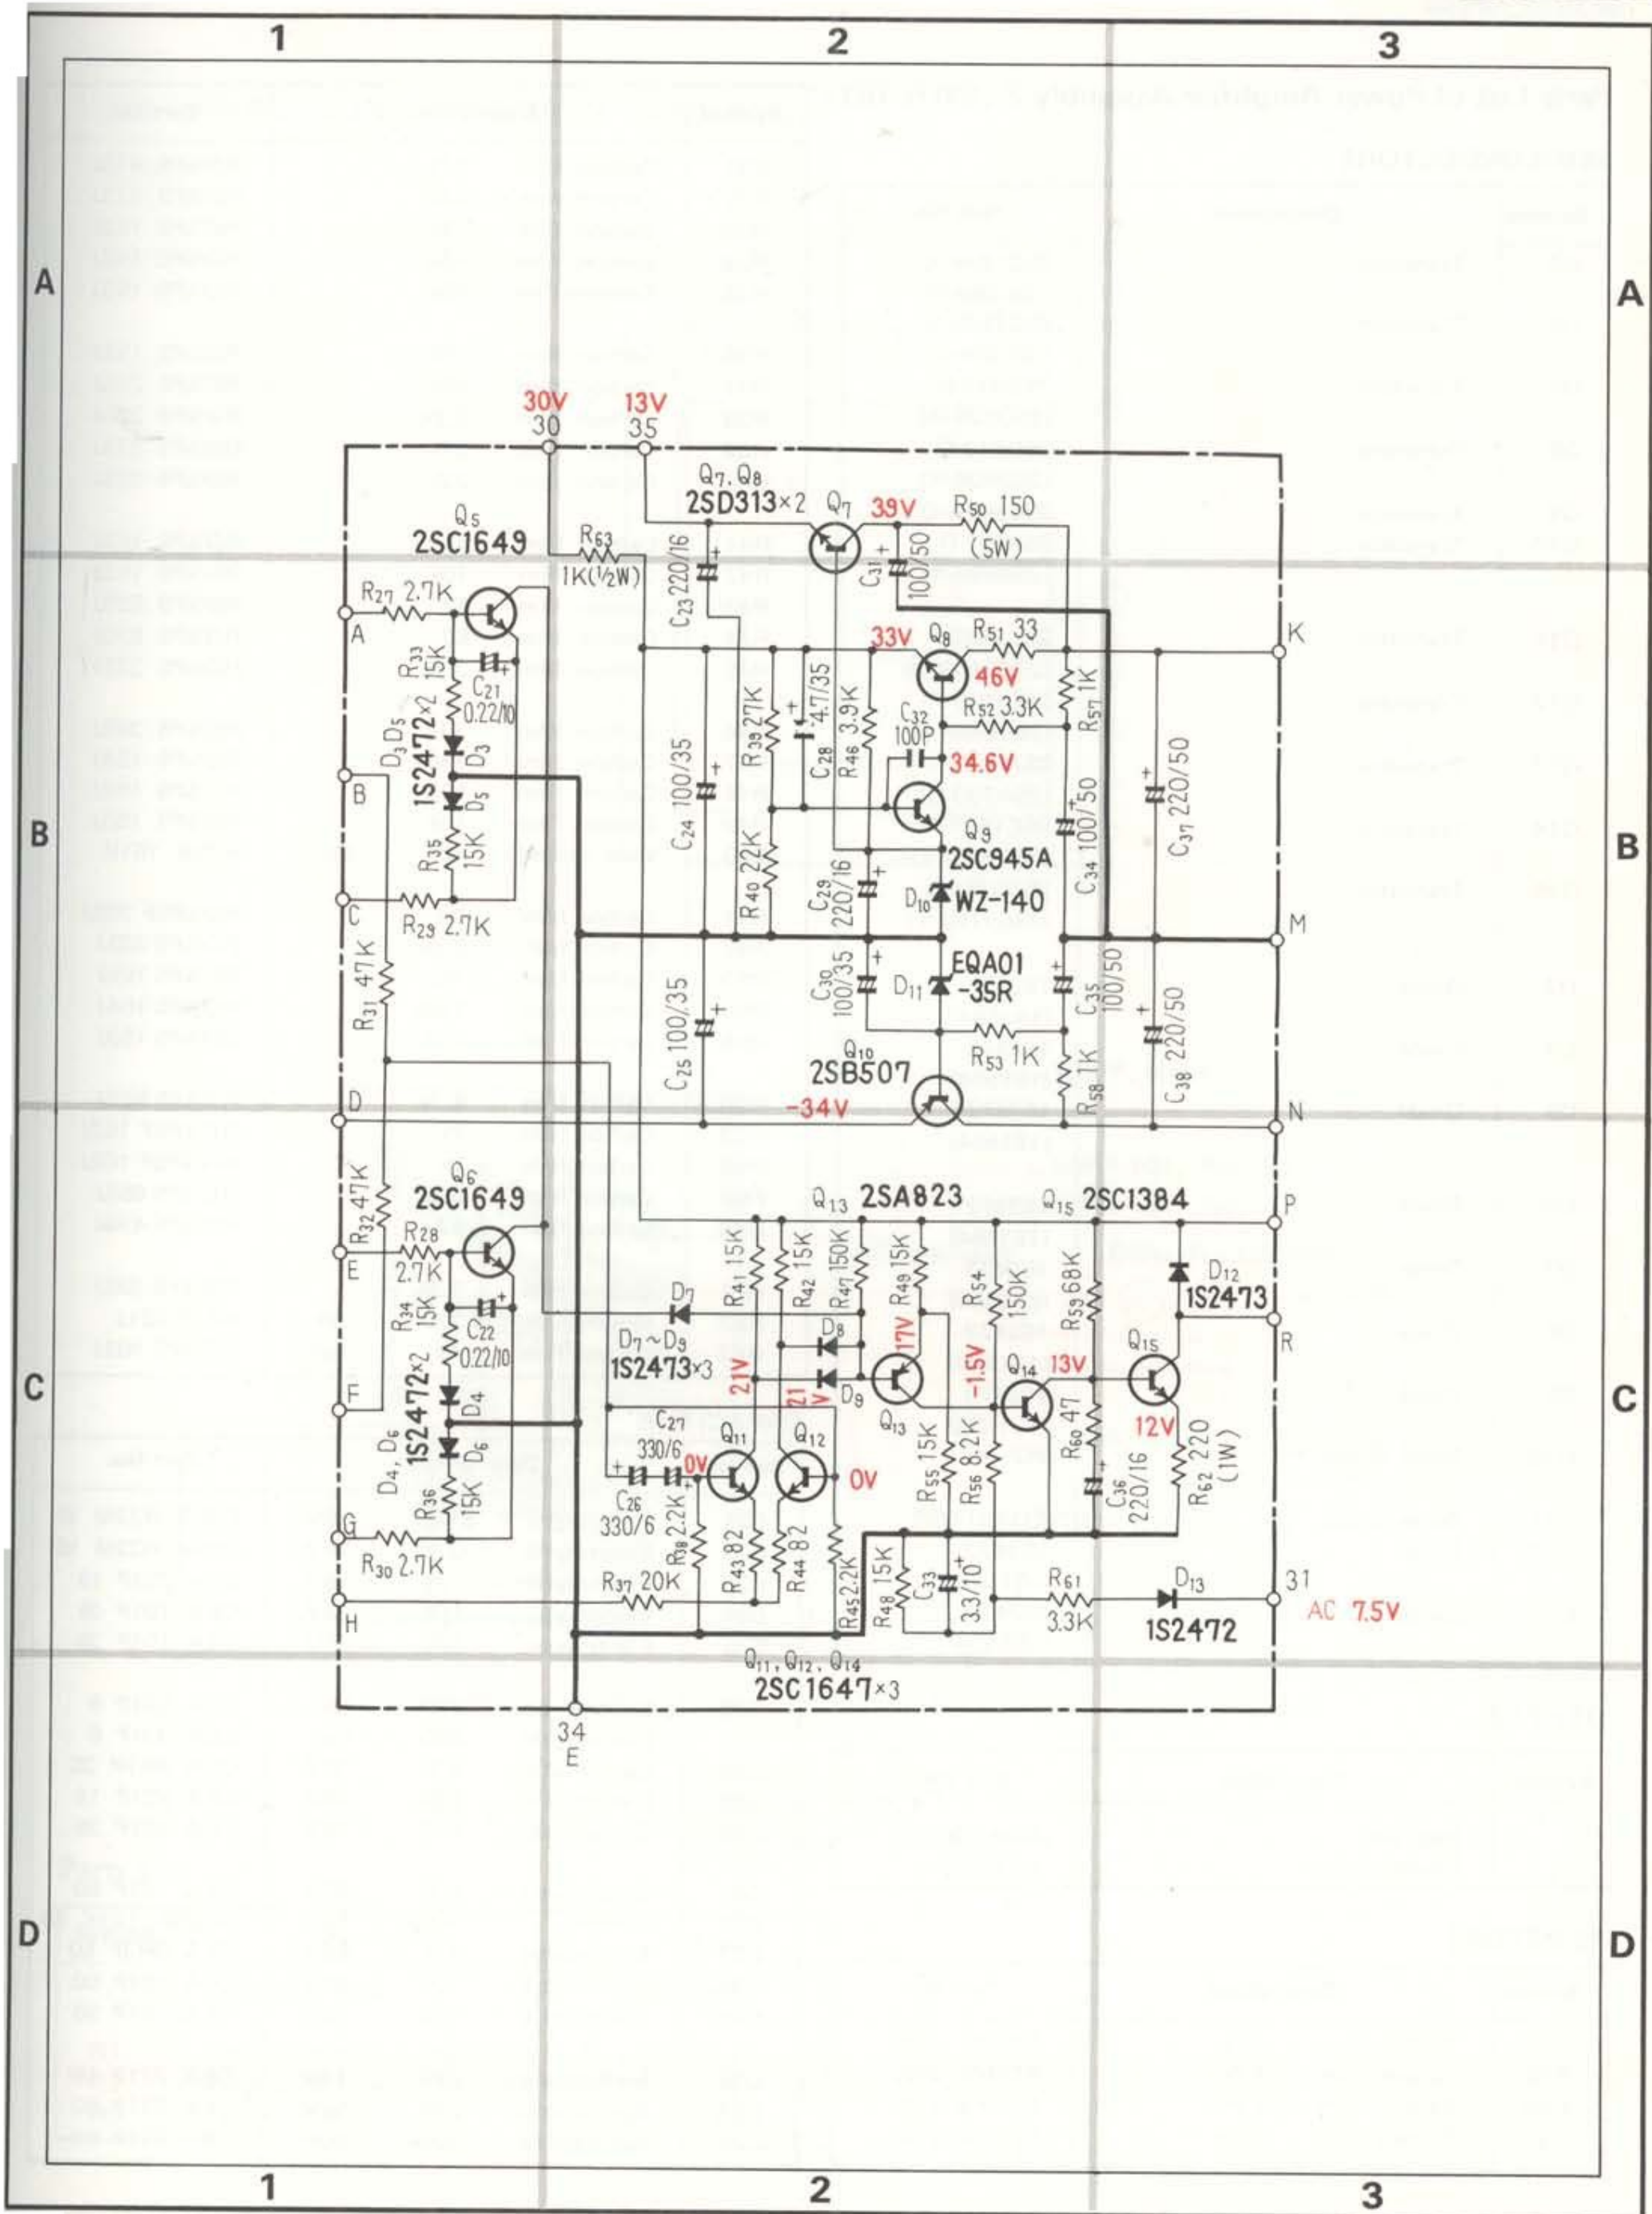 1 2 3
A A
30V 13V
30 35
Q7, Q8
2SD313×2 Q7 39V R50 150
(5W)
Q5
2SC1649
R63
1K(½W)
C23 220/16
C31 100/50
R27 2.7K
A
R33 15K
C21
0.22/10
D3 D5
1S2472×2
D3
B
D5
R35 15K
C
R29 2.7K
33V Q8 R51 33
K
46V
R52 3.3K
R57 1K
C32
100P
34.6V
R39 27K
C28 4.7/35
R46 3.9K
C24 100/35
Q9
2SC945A
C34 100/50
C37 220/50
B B
R40 22K
C29 220/16
D10 WZ-140
M
R31 47K
C30 100/35
EQA01
-35R
D11
C35 100/50
C25 100/35
R53 1K
Q10
2SB507
R58 1K
C38 220/50
D
-34V
N
R32 47K
Q6
2SC1649
Q13 2SA823 Q15 2SC1384
P
R28
2.7K
E
R34 15K
C22
0.22/10
R41 15K
R42 15K
R47 150K
R49 15K
R54 150K
R59 68K
D12
1S2473
R
D7
D7~D9
1S2473×3
D8
D9
17V
-1.5V
Q15
Q14 13V
21V
21V
Q13
C C
F
D4, D6
1S2472×2
D4
D6
R36 15K
12V
R60 47
R62 220
(1W)
C27
330/6
0V
Q11 Q12
0V
R55 15K
R56 8.2K
C36 220/16
C26
330/6
G
R30 2.7K
R38 2.2K
R43 82
R44 82
R45 2.2K
R48 15K
C33 3.3/10
R37 20K
H
R61
3.3K
D13
1S2472
31
AC 7.5V
Q11, Q12, Q14
2SC1647×3
34
E
D D
1 2 3